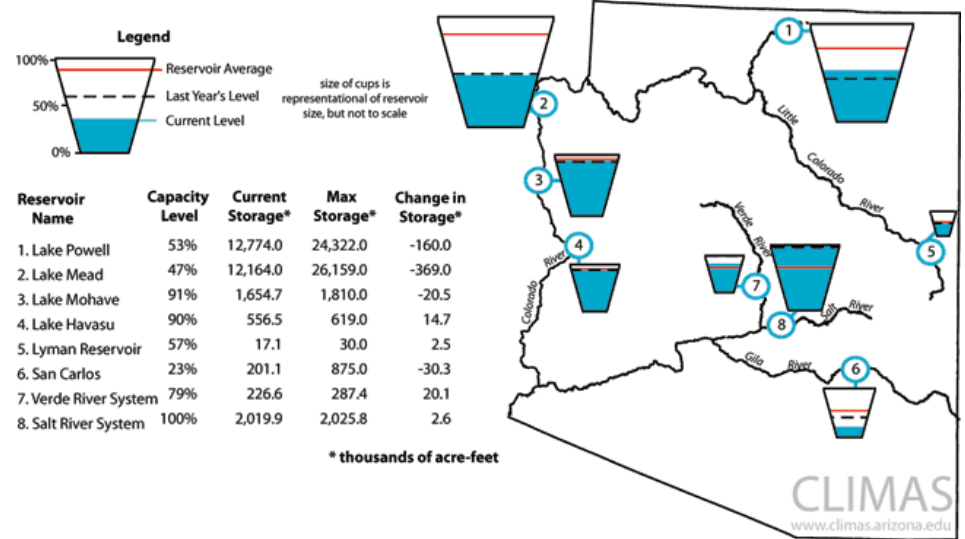 Legend
100%
50%
0%
Reservoir Average
Last Year's Level
Current Level
size of cups is
representational of reservoir
size, but not to scale
Reservoir Name Capacity Level Current Storage* Max Storage* Change in Storage*
1. Lake Powell 53% 12,774.0 24,322.0 -160.0
2. Lake Mead 47% 12,164.0 26,159.0 -369.0
3. Lake Mohave 91% 1,654.7 1,810.0 -20.5
4. Lake Havasu 90% 556.5 619.0 14.7
5. Lyman Reservoir 57% 17.1 30.0 2.5
6. San Carlos 23% 201.1 875.0 -30.3
7. Verde River System 79% 226.6 287.4 20.1
8. Salt River System 100% 2,019.9 2,025.8 2.6
* thousands of acre-feet
1
2
3
4
5
6
7
8
Little Colorado River
Verde River
Colorado River
Salt River
Gila River
CLIMAS
www.climas.arizona.edu